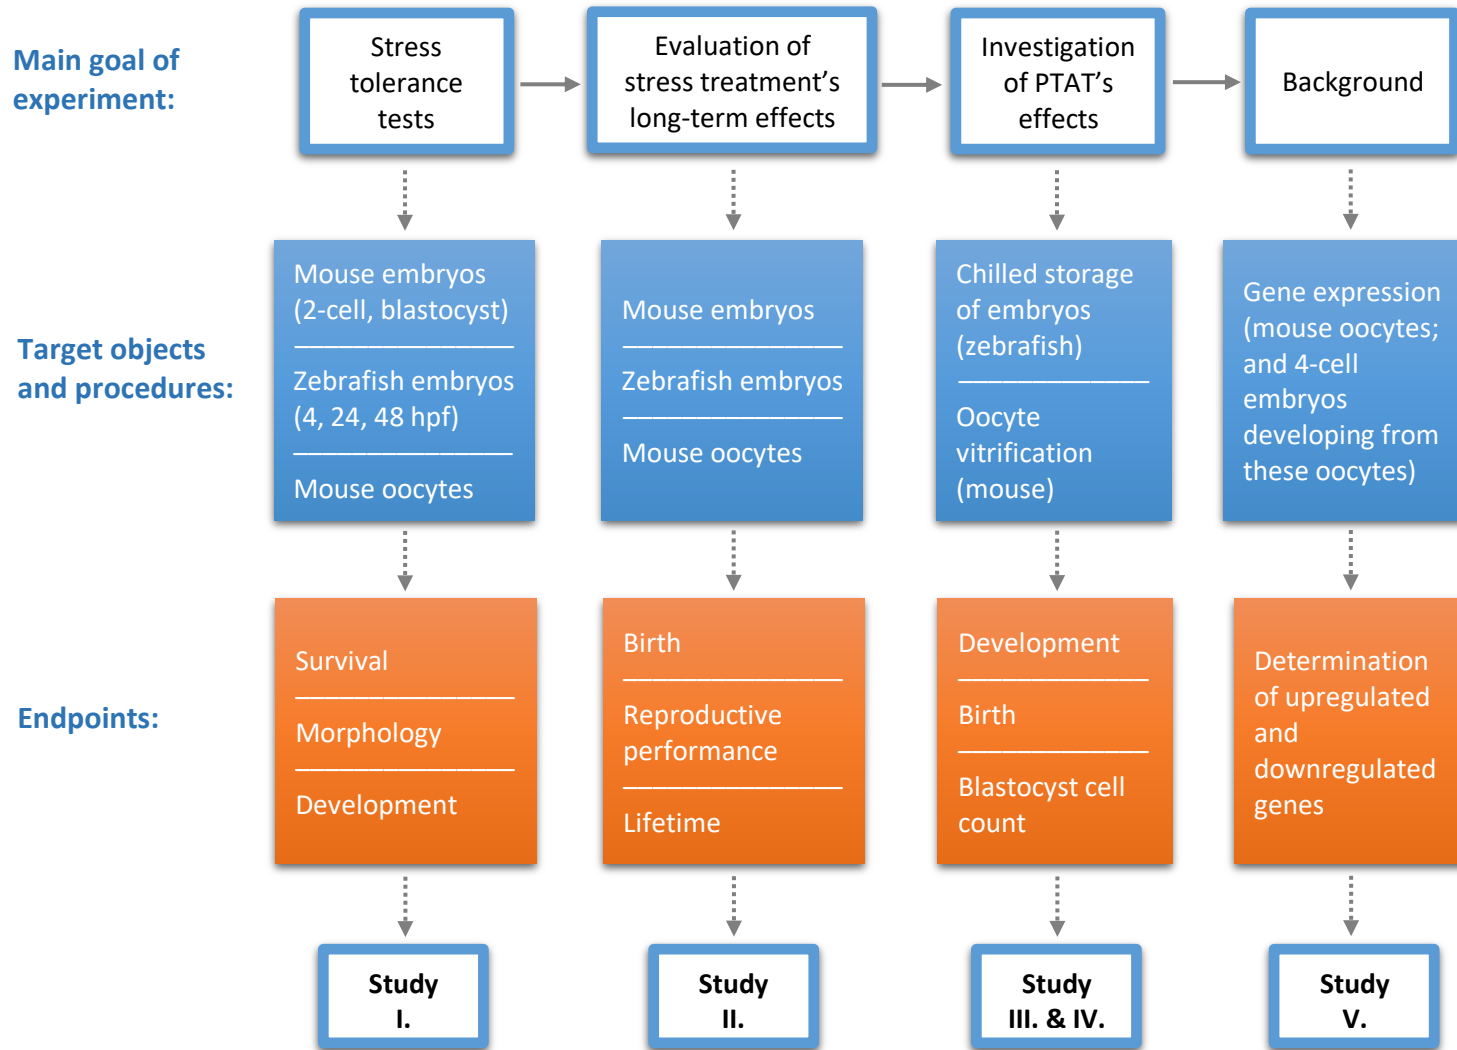 Main goal of
experiment:
Stress
tolerance
tests
Evaluation of
stress treatment's
long-term effects
Investigation
of PTAT's
effects
Background
Target objects
and procedures:
Mouse embryos
(2-cell, blastocyst)
Zebrafish embryos
(4, 24, 48 hpf)
Mouse oocytes
Mouse embryos
Zebrafish embryos
Mouse oocytes
Chilled storage
of embryos
(zebrafish)
Oocyte
vitrification
(mouse)
Gene expression
(mouse oocytes;
and 4-cell
embryos
developing from
these oocytes)
Endpoints:
Survival
Morphology
Development
Birth
Reproductive
performance
Lifetime
Development
Birth
Blastocyst cell
count
Determination
of upregulated
and
downregulated
genes
Study
I.
Study
II.
Study
III. & IV.
Study
V.